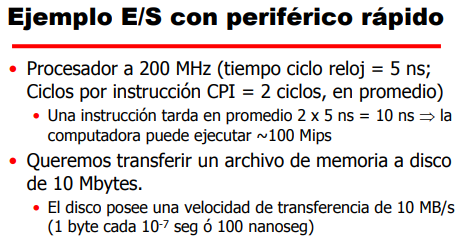 Ejemplo E/S con periférico rápido
• Procesador a 200 MHz (tiempo ciclo reloj = 5 ns;
Ciclos por instrucción CPI = 2 ciclos, en promedio)
• Una instrucción tarda en promedio 2 x 5 ns = 10 ns ⇒ la
computadora puede ejecutar ~100 Mips
• Queremos transferir un archivo de memoria a disco
de 10 Mbytes.
• El disco posee una velocidad de transferencia de 10 MB/s
(1 byte cada 10⁻⁷ seg ó 100 nanoseg)